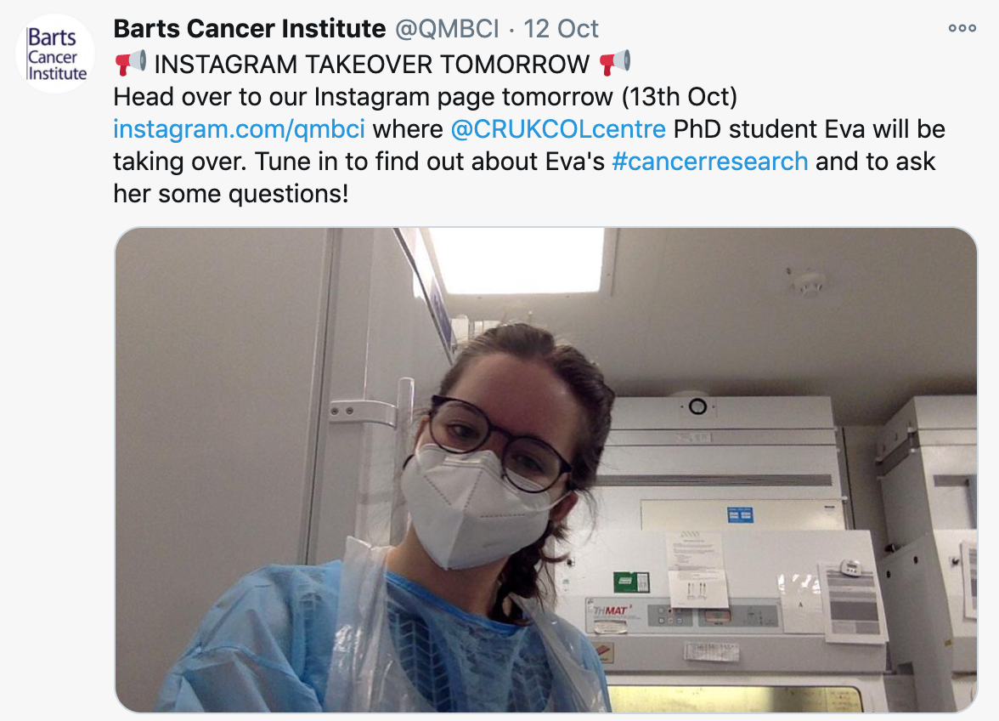 Barts
Cancer
Institute
Barts Cancer Institute @QMBCI · 12 Oct
📢 INSTAGRAM TAKEOVER TOMORROW 📢
Head over to our Instagram page tomorrow (13th Oct)
instagram.com/qmbci where @CRUKCOLcentre PhD student Eva will be
taking over. Tune in to find out about Eva's #cancerresearch and to ask
her some questions!
THMAT
A